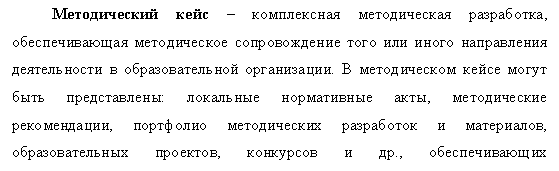 Методический кейс – комплексная методическая разработка,
обеспечивающая методическое сопровождение того или иного направления
деятельности в образовательной организации. В методическом кейсе могут
быть представлены: локальные нормативные акты, методические
рекомендации, портфолио методических разработок и материалов,
образовательных проектов, конкурсов и др., обеспечивающих